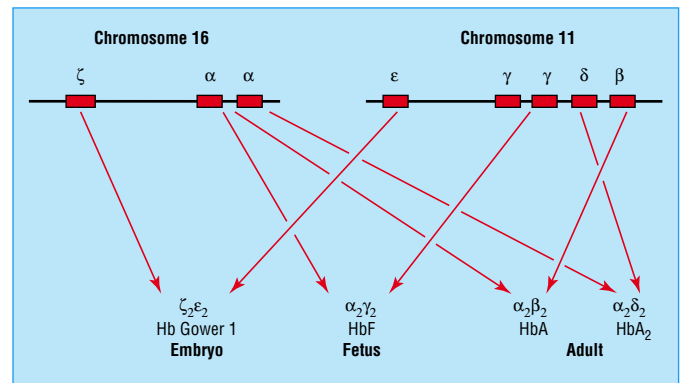 Chromosome 16 Chromosome 11
ζ α α ε γ γ δ β
ζ₂ε₂ α₂γ₂ α₂β₂ α₂δ₂
Hb Gower 1 HbF HbA HbA₂
Embryo Fetus Adult